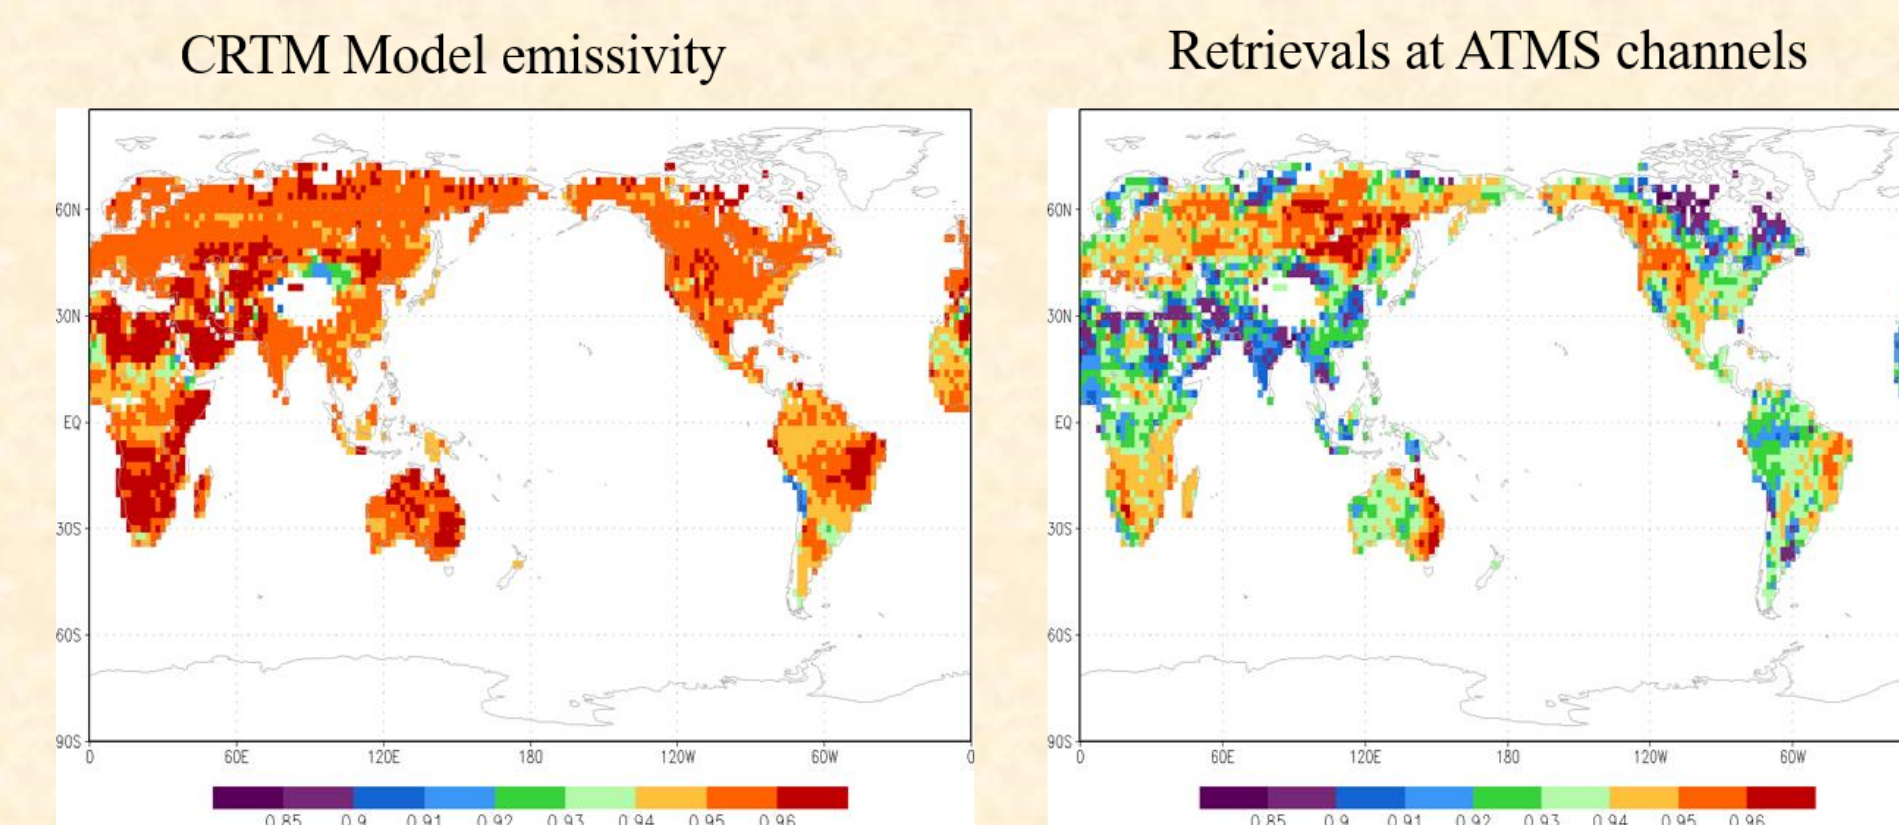 CRTM Model emissivity
Retrievals at ATMS channels
60N
30N
EQ
30S
60S
90S
0 60E 120E 180 120W 60W 0
0.85 0.9 0.91 0.92 0.93 0.94 0.95 0.96
60N
30N
EQ
30S
60S
90S
0 60E 120E 180 120W 60W
0.85 0.9 0.91 0.92 0.93 0.94 0.95 0.96